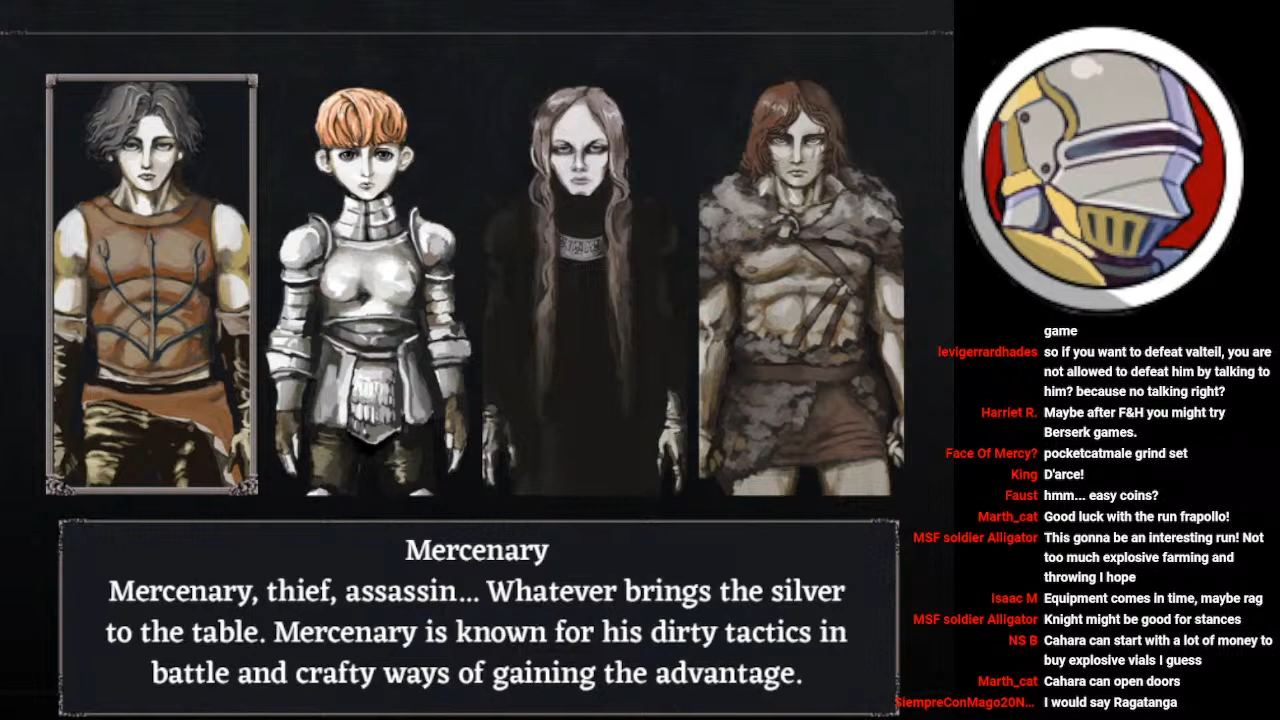 Mercenary
Mercenary, thief, assassin... Whatever brings the silver
to the table. Mercenary is known for his dirty tactics in
battle and crafty ways of gaining the advantage.
game
levigerrardhades so if you want to defeat valteil, you are
not allowed to defeat him by talking to
him? because no talking right?
Harriet R. Maybe after F&H you might try
Berserk games.
Face Of Mercy? pocketcatmale grind set
King D'arce!
Faust hmm... easy coins?
Marth_cat Good luck with the run frapollo!
MSF soldier Alligator This gonna be an interesting run! Not
too much explosive farming and
throwing I hope
Isaac M Equipment comes in time, maybe rag
MSF soldier Alligator Knight might be good for stances
NS B Cahara can start with a lot of money to
buy explosive vials I guess
Marth_cat Cahara can open doors
SiempreConMago20N... I would say Ragatanga